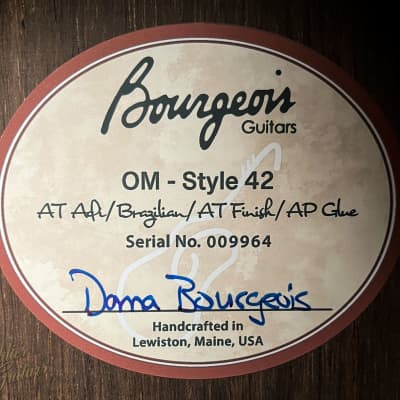 Bourgeois
Guitars
OM - Style 42
AT Adi/Brazilian/AT Finish/AP Glue
Serial No. 009964
Dana Bourgeois
Handcrafted in
Lewiston, Maine, USA